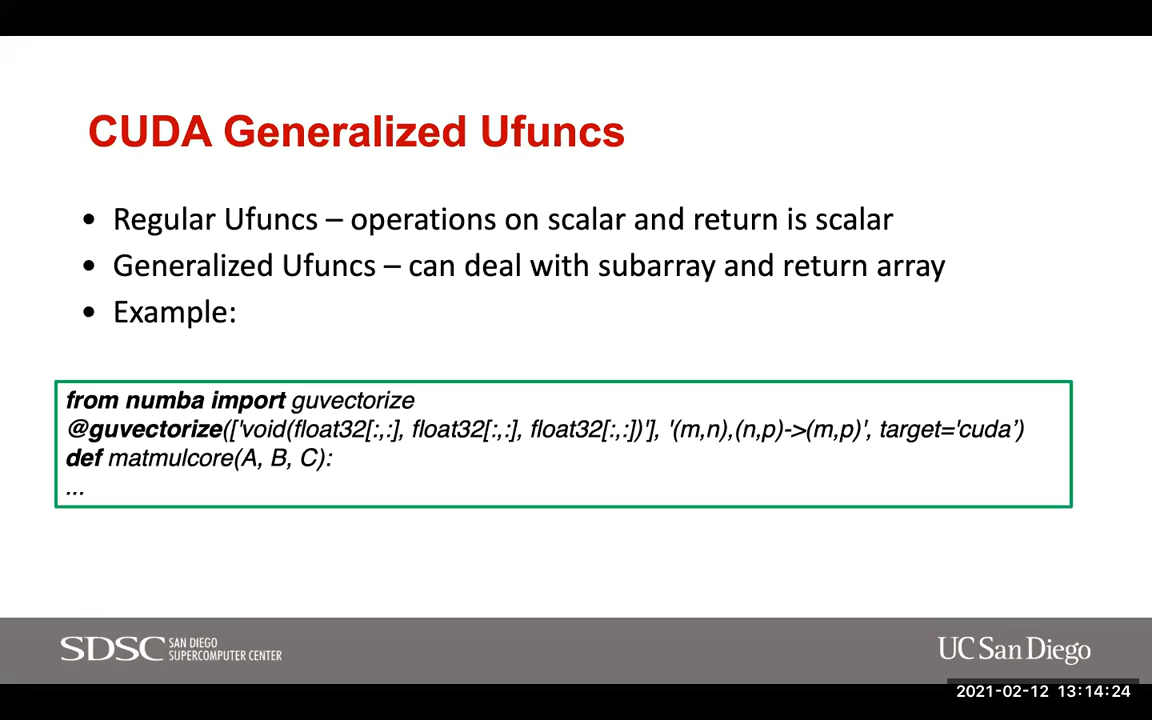 CUDA Generalized Ufuncs
• Regular Ufuncs – operations on scalar and return is scalar
• Generalized Ufuncs – can deal with subarray and return array
• Example:
from numba import guvectorize
@guvectorize(['void(float32[:,:], float32[:,:], float32[:,:])'], '(m,n),(n,p)->(m,p)', target='cuda’)
def matmulcore(A, B, C):
...
SDSC SAN DIEGO
SUPERCOMPUTER CENTER
UC San Diego
2021-02-12 13:14:24